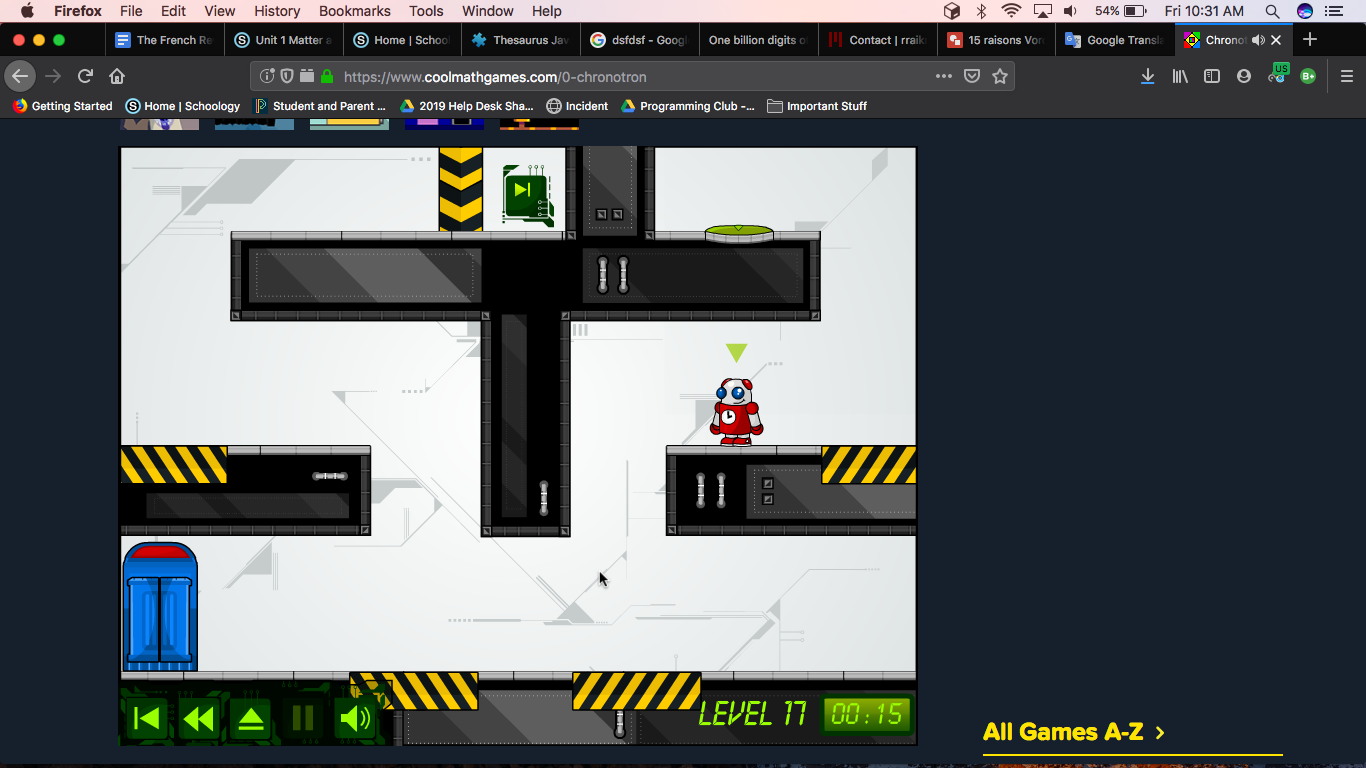 Firefox File Edit View History Bookmarks Tools Window Help 54% Fri 10:31 AM
The French Re Unit 1 Matter a Home | School Thesaurus Jav dsfdsf - Googl One billion digits o Contact | rraik 15 raisons Vor Google Transla Chronot
https://www.coolmathgames.com/0-chronotron US B+
Getting Started Home | Schoology Student and Parent ... 2019 Help Desk Sha... Incident Programming Club -... Important Stuff
LEVEL 17 00:15
All Games A-Z >